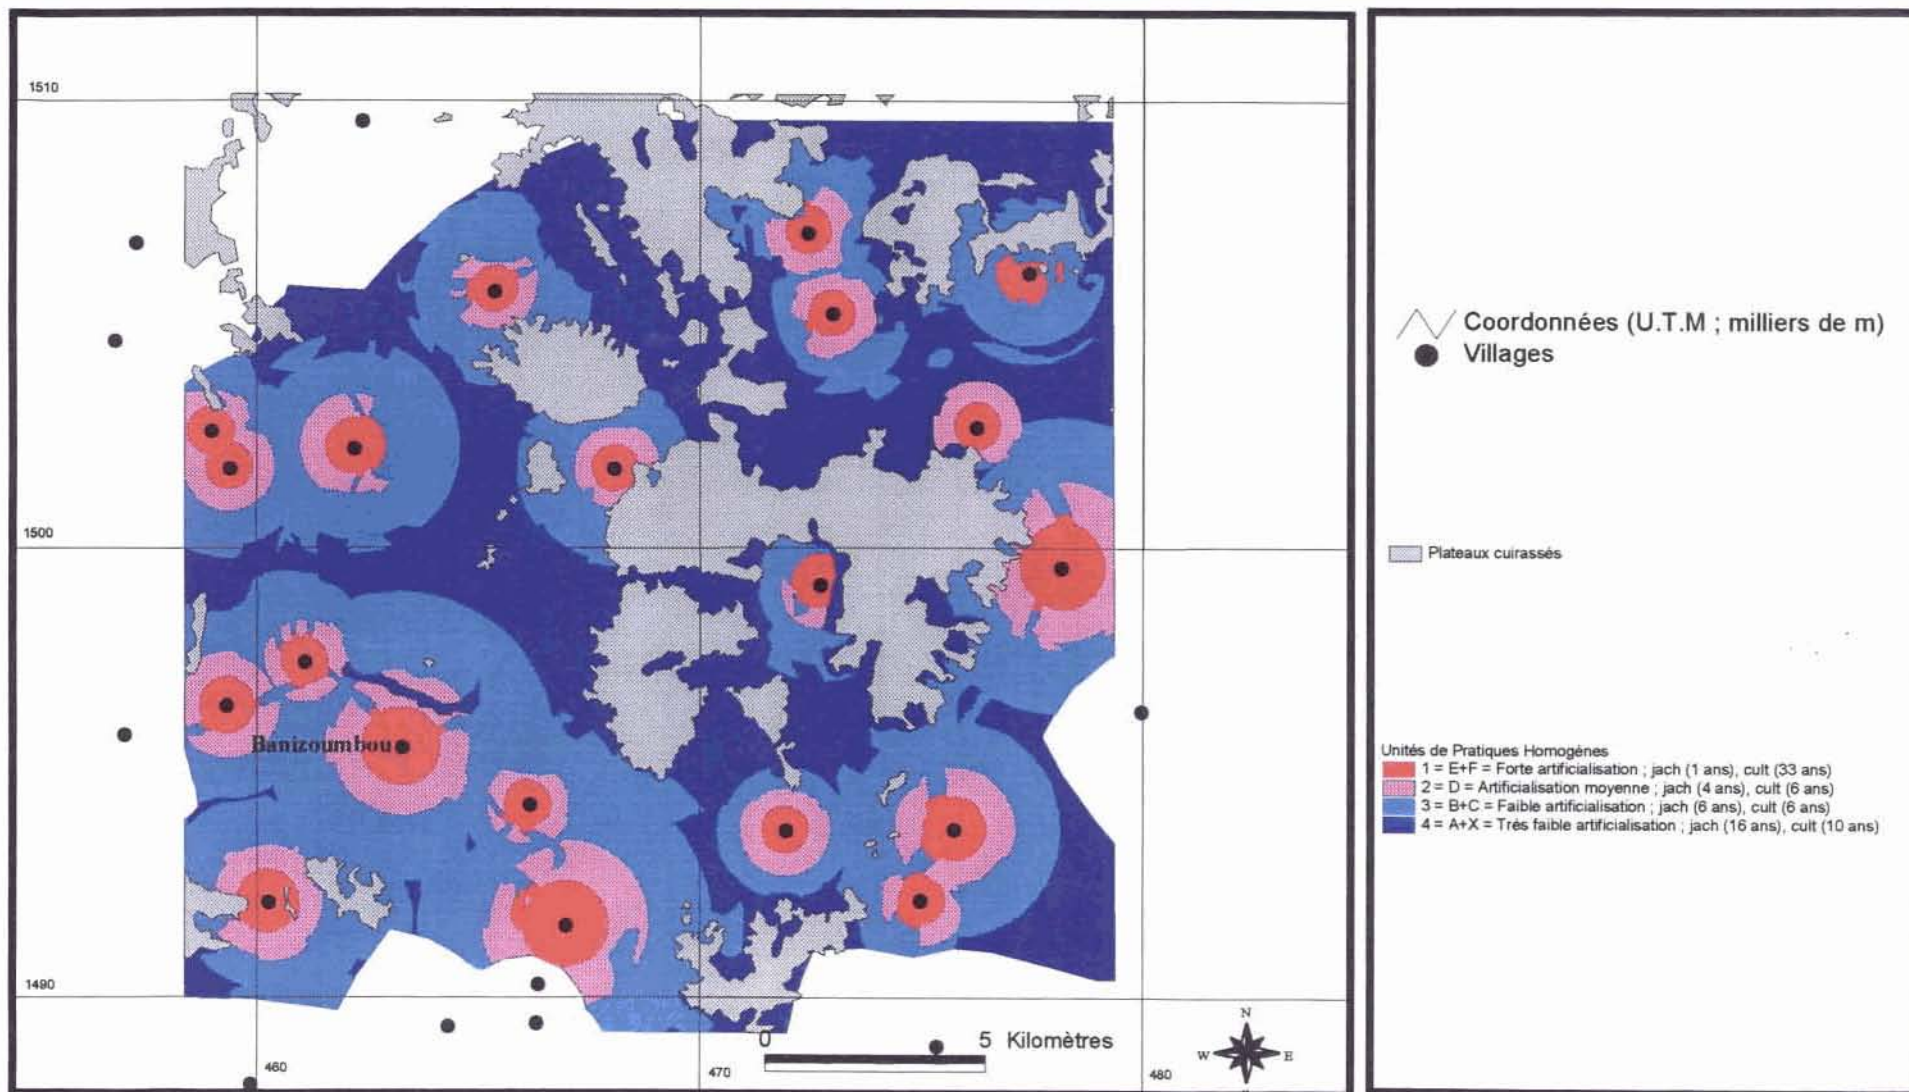 1510
1500
1490
460
470
480
Banizoumbou
0 5 Kilomètres
N
W E
S
Coordonnées (U.T.M ; milliers de m)
Villages
Plateaux cuirassés
Unités de Pratiques Homogènes
1 = E+F = Forte artificialisation ; jach (1 ans), cult (33 ans)
2 = D = Artificialisation moyenne ; jach (4 ans), cult (6 ans)
3 = B+C = Faible artificialisation ; jach (6 ans), cult (6 ans)
4 = A+X = Très faible artificialisation ; jach (16 ans), cult (10 ans)